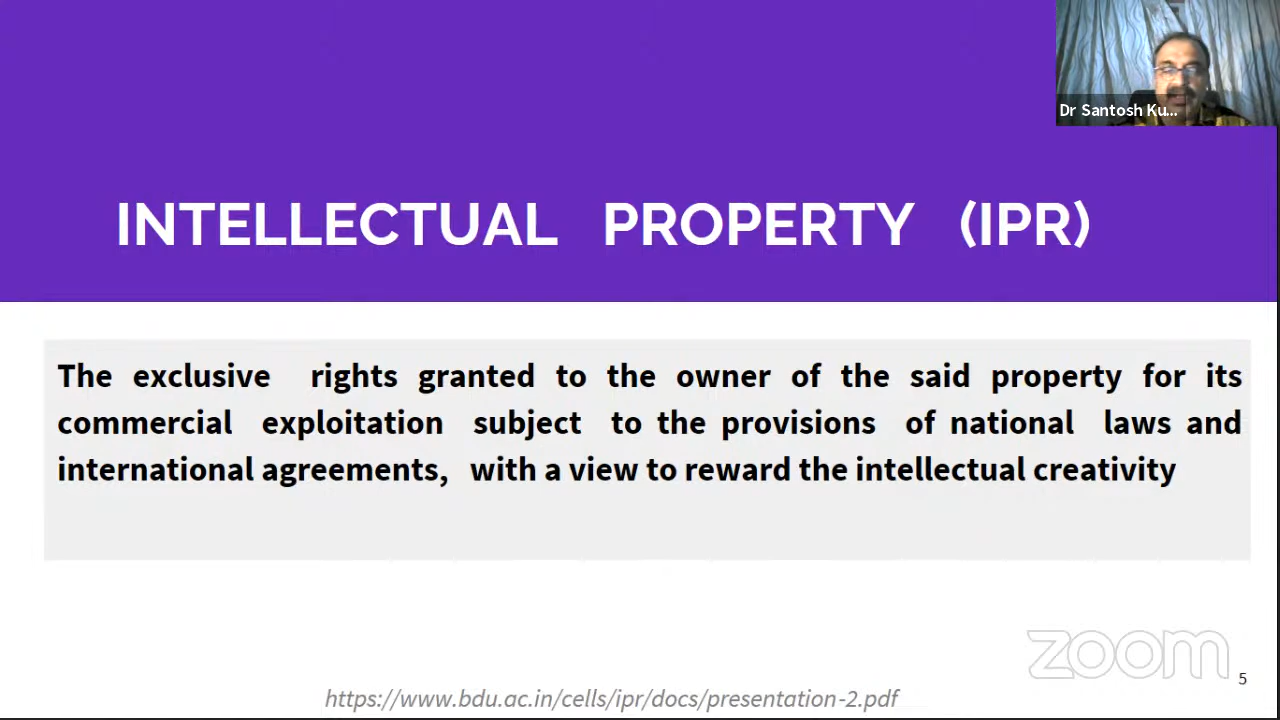 Dr Santosh Ku...
INTELLECTUAL PROPERTY (IPR)
The exclusive rights granted to the owner of the said property for its
commercial exploitation subject to the provisions of national laws and
international agreements, with a view to reward the intellectual creativity
zoom
5
https://www.bdu.ac.in/cells/ipr/docs/presentation-2.pdf